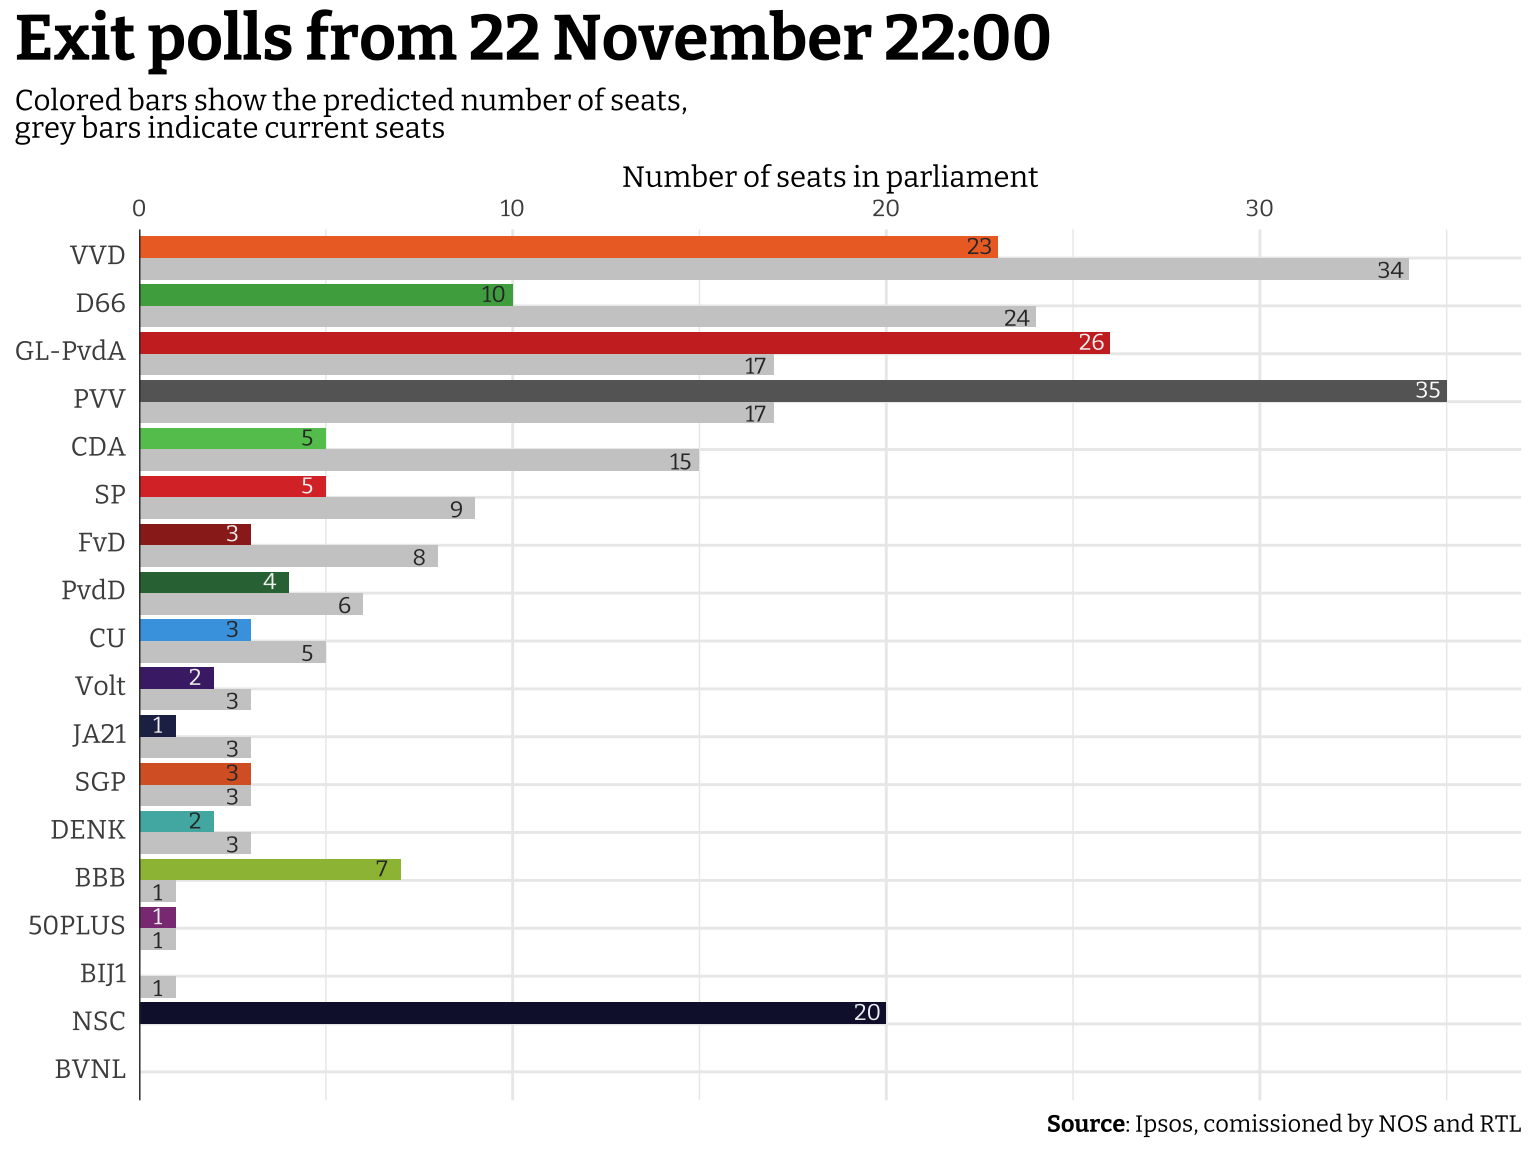 Exit polls from 22 November 22:00
Colored bars show the predicted number of seats,
grey bars indicate current seats
Number of seats in parliament
0 10 20 30
VVD 23
34
D66 10
24
GL-PvdA 26
17
PVV 35
17
CDA 5
15
SP 5
9
FvD 3
8
PvdD 4
6
CU 3
5
Volt 2
3
JA21 1
3
SGP 3
3
DENK 2
3
BBB 7
1
50PLUS 1
1
BIJ1
1
NSC 20
BVNL
Source: Ipsos, comissioned by NOS and RTL